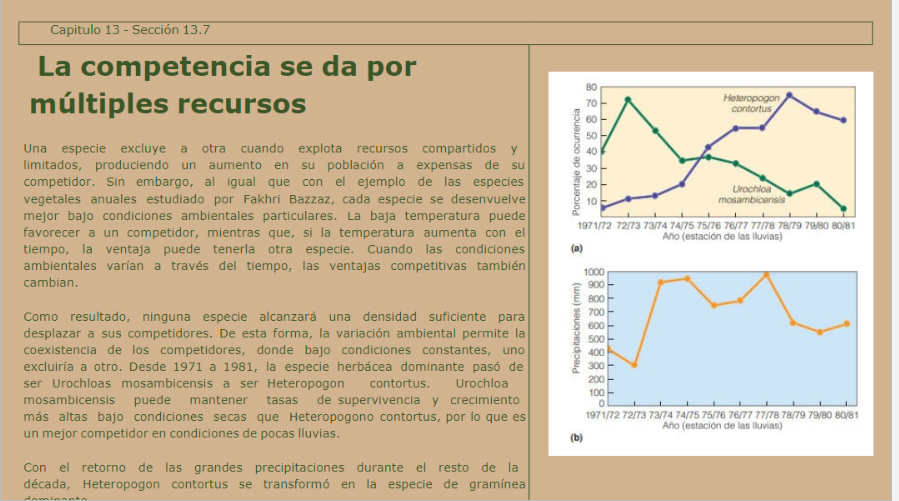 Capitulo 13 - Sección 13.7
La competencia se da por
múltiples recursos
Una especie excluye a otra cuando explota recursos compartidos y
limitados, produciendo un aumento en su población a expensas de su
competidor. Sin embargo, al igual que con el ejemplo de las especies
vegetales anuales estudiado por Fakhri Bazzaz, cada especie se desenvuelve
mejor bajo condiciones ambientales particulares. La baja temperatura puede
favorecer a un competidor, mientras que, si la temperatura aumenta con el
tiempo, la ventaja puede tenerla otra especie. Cuando las condiciones
ambientales varían a través del tiempo, las ventajas competitivas también
cambian.
Como resultado, ninguna especie alcanzará una densidad suficiente para
desplazar a sus competidores. De esta forma, la variación ambiental permite la
coexistencia de los competidores, donde bajo condiciones constantes, uno
excluiría a otro. Desde 1971 a 1981, la especie herbácea dominante pasó de
ser Urochloas mosambicensis a ser Heteropogon contortus. Urochloa
mosambicensis puede mantener tasas de supervivencia y crecimiento
más altas bajo condiciones secas que Heteropogono contortus, por lo que es
un mejor competidor en condiciones de pocas lluvias.
Con el retorno de las grandes precipitaciones durante el resto de la
década, Heteropogon contortus se transformó en la especie de gramínea
dominante
80
70
60
50
40
30
20
10
Porcentaje de ocurrencia
Heteropogon
contortus
Urochloa
mosambicensis
1971/72 72/73 73/74 74/75 75/76 76/77 77/78 78/79 79/80 80/81
Año (estación de las lluvias)
(a)
1000
900
800
700
600
500
400
300
200
100
0
Precipitaciones (mm)
1971/72 72/73 73/74 74/75 75/76 76/77 77/78 78/79 79/80 80/81
Año (estación de las lluvias)
(b)